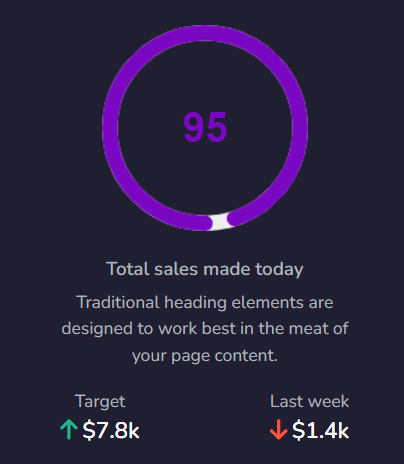 95
Total sales made today
Traditional heading elements are
designed to work best in the meat of
your page content.
Target
Last week
$7.8k
$1.4k